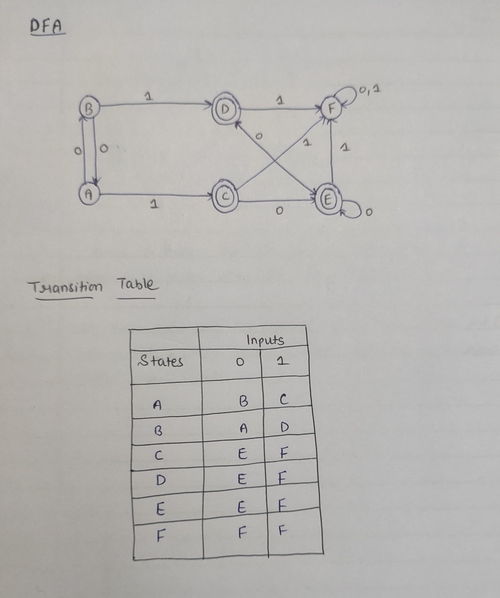 DFA
B 1 D 1 F 0,1
0 0 0 1 1
A 1 C 0 E 0
Transition Table
Inputs
States 0 1
A B C
B A D
C E F
D E F
E E F
F F F